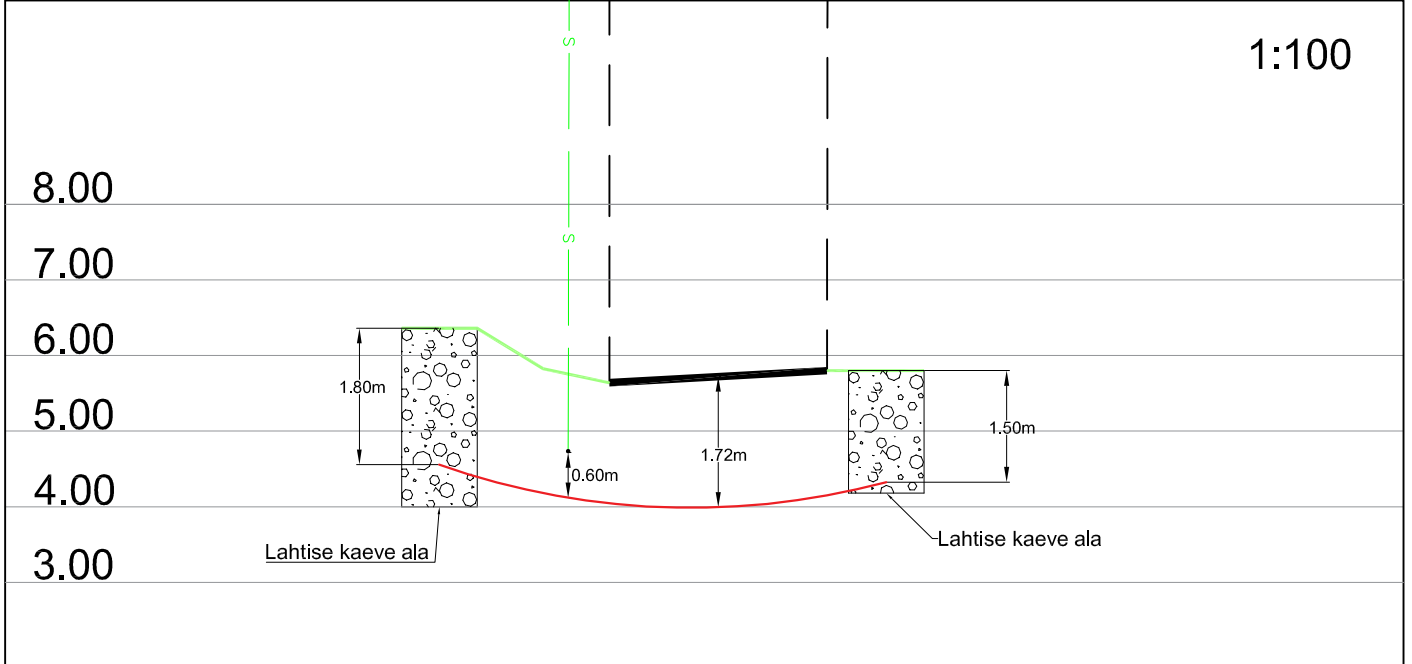 S
1:100
8.00
S
7.00
6.00
1.80m
5.00
1.50m
1.72m
0.60m
4.00
Lahtise kaeve ala
Lahtise kaeve ala
3.00